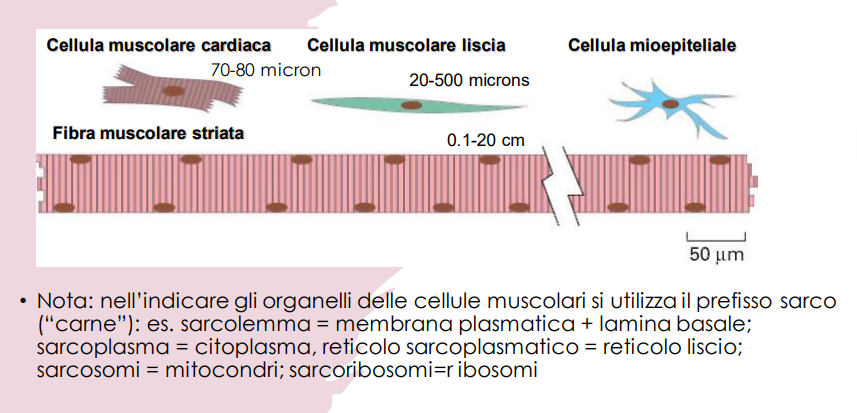 Cellula muscolare cardiaca
70-80 micron
Cellula muscolare liscia
20-500 microns
Cellula mioepiteliale
Fibra muscolare striata
0.1-20 cm
50 µm
• Nota: nell’indicare gli organelli delle cellule muscolari si utilizza il prefisso sarco
(“carne”): es. sarcolemma = membrana plasmatica + lamina basale;
sarcoplasma = citoplasma, reticolo sarcoplasmatico = reticolo liscio;
sarcosomi = mitocondri; sarcoribosomi=r ibosomi